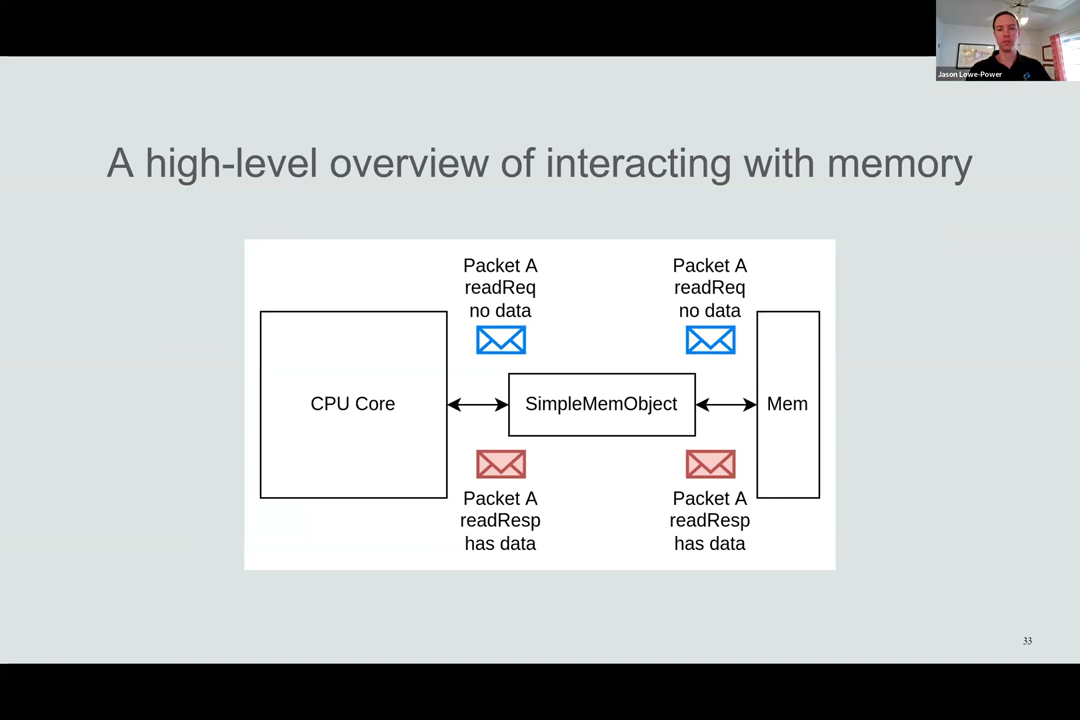 Jason Lowe-Power
A high-level overview of interacting with memory
Packet A
readReq
no data
Packet A
readReq
no data
CPU Core
SimpleMemObject
Mem
Packet A
readResp
has data
Packet A
readResp
has data
33